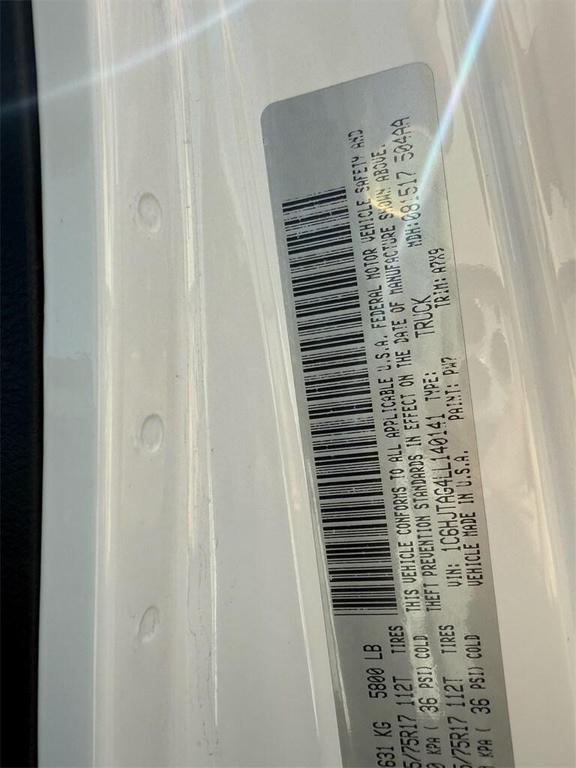 631 KG 5800 LB
5/75R17 112T TIRES THIS VEHICLE CONFORMS TO ALL APPLICABLE U.S.A. FEDERAL MOTOR VEHICLE SAFETY AND
KPA ( 36 PSI) COLD THEFT PREVENTION STANDARDS IN EFFECT ON THE DATE OF MANUFACTURE SHOWN ABOVE.
5/75R17 112T TIRES VIN: 1C6HJTAG4LL140141 TYPE: TRUCK MDH:081517 504AA
KPA ( 36 PSI) COLD VEHICLE MADE IN U.S.A. PAINT: PW7 TRIM: A7X9